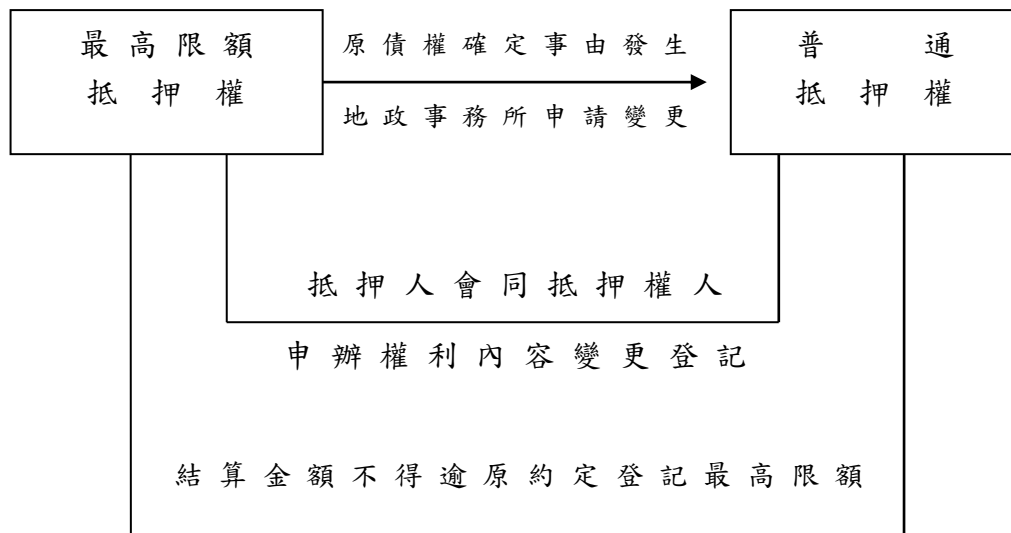 最高限額
抵押權
原債權確定事由發生
地政事務所申請變更
普通
抵押權
抵押人會同抵押權人
申辦權利內容變更登記
結算金額不得逾原約定登記最高限額